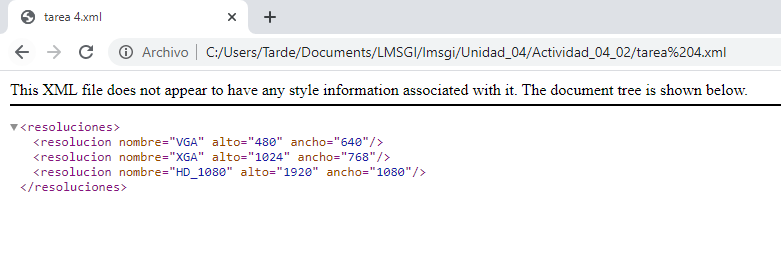 tarea 4.xml
Archivo | C:/Users/Tarde/Documents/LMSGI/lmsgi/Unidad_04/Actividad_04_02/tarea%204.xml
This XML file does not appear to have any style information associated with it. The document tree is shown below.
<resoluciones>
<resolucion nombre="VGA" alto="480" ancho="640"/>
<resolucion nombre="XGA" alto="1024" ancho="768"/>
<resolucion nombre="HD_1080" alto="1920" ancho="1080"/>
</resoluciones>